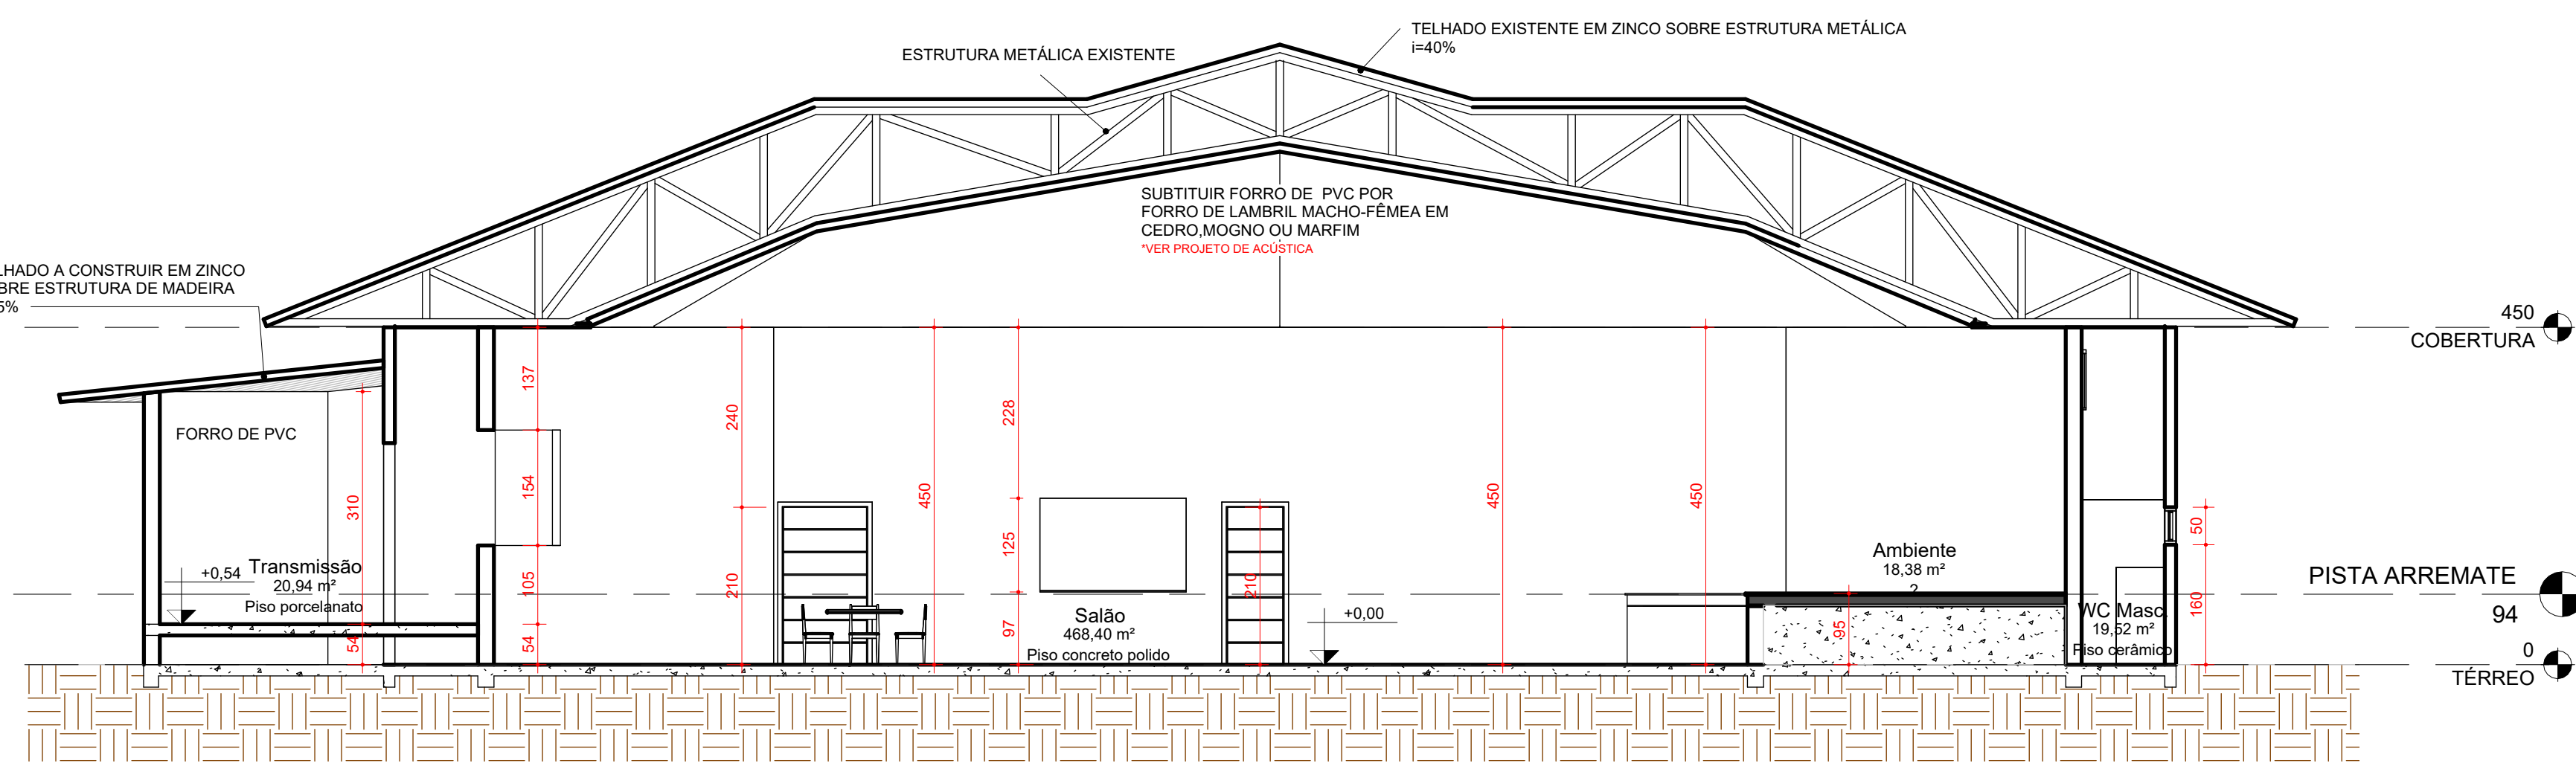 TELHADO EXISTENTE EM ZINCO SOBRE ESTRUTURA METÁLICA
i=40%
ESTRUTURA METÁLICA EXISTENTE
SUBTITUIR FORRO DE PVC POR
FORRO DE LAMBRIL MACHO-FÊMEA EM
CEDRO,MOGNO OU MARFIM
*VER PROJETO DE ACÚSTICA
LHADO A CONSTRUIR EM ZINCO
BRE ESTRUTURA DE MADEIRA
5%
450
COBERTURA
FORRO DE PVC
137
240
228
154
310
450
450
450
125
210
210
105
97
54
54
50
160
95
+0,54
Transmissão
20,94 m²
Piso porcelanato
Salão
468,40 m²
Piso concreto polido
+0,00
Ambiente
18,38 m²
?
WC Masc.
19,52 m²
Piso cerâmico
PISTA ARREMATE
94
0
TÉRREO